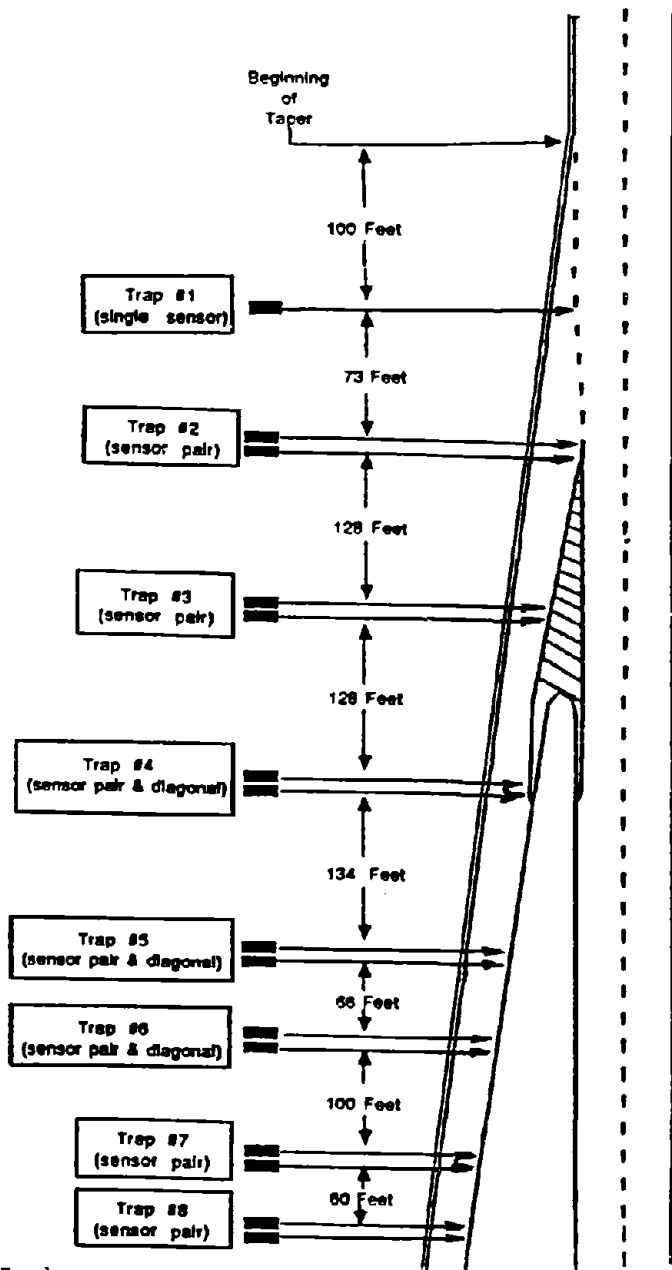 Beginning
of
Taper
100 Feet
Trap #1
(single sensor)
73 Feet
Trap #2
(sensor pair)
128 Feet
Trap #3
(sensor pair)
128 Feet
Trap #4
(sensor pair & diagonal)
134 Feet
Trap #5
(sensor pair & diagonal)
66 Feet
Trap #6
(sensor pair & diagonal)
100 Feet
Trap #7
(sensor pair)
60 Feet
Trap #8
(sensor pair)